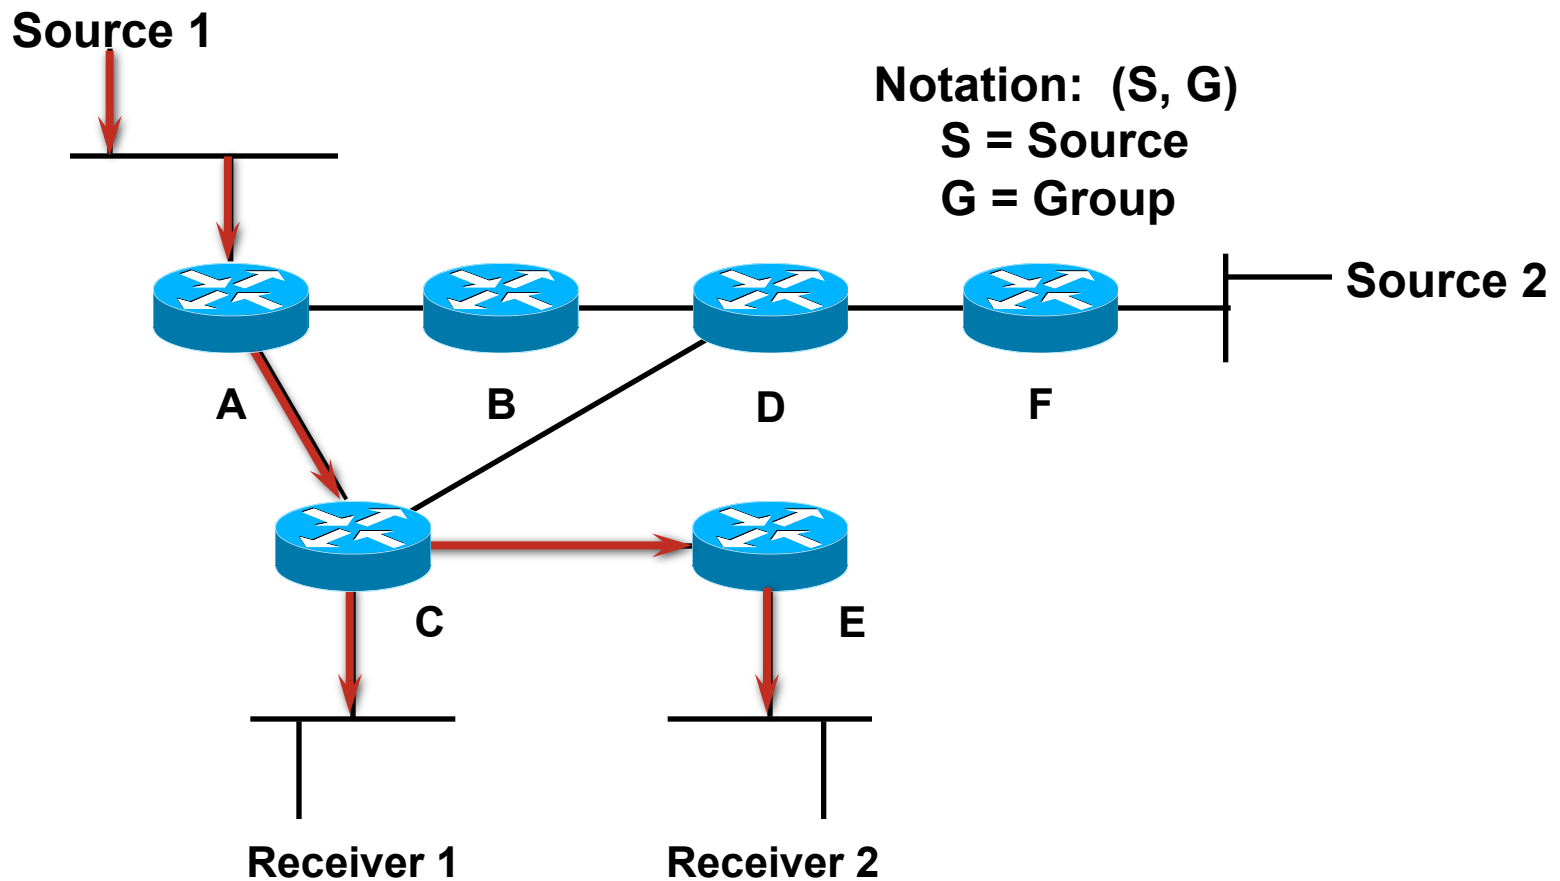 Source 1
Notation: (S, G)
S = Source
G = Group
Source 2
A
B
D
F
C
E
Receiver 1
Receiver 2